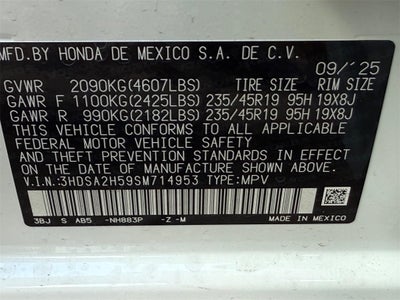 MFD.BY HONDA DE MEXICO S.A. DE C.V.
09/'25
GVWR 2090KG(4607LBS) TIRE SIZE RIM SIZE
GAWR F 1100KG(2425LBS) 235/45R19 95H 19X8J
GAWR R 990KG(2182LBS) 235/45R19 95H 19X8J
THIS VEHICLE CONFORMS TO ALL APPLICABLE
FEDERAL MOTOR VEHICLE SAFETY STANDARDS
IN EFFECT ON THE DATE OF MANUFACTURE
SHOWN ABOVE.
V.I.N:3HDSA2H59SM714953 TYPE:MPV
3BJ S AB5 -NH883P -Z -M
MADE IN
MEXICO